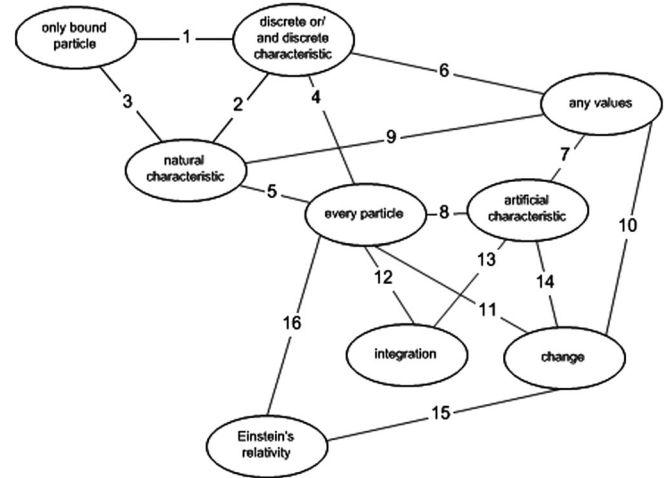 only bound
particle
1
discrete or/
and discrete
characteristic
6
3
2
4
any values
9
7
natural
characteristic
5
every particle
8
artificial
characteristic
10
13
12
14
11
16
integration
change
15
Einstein's
relativity